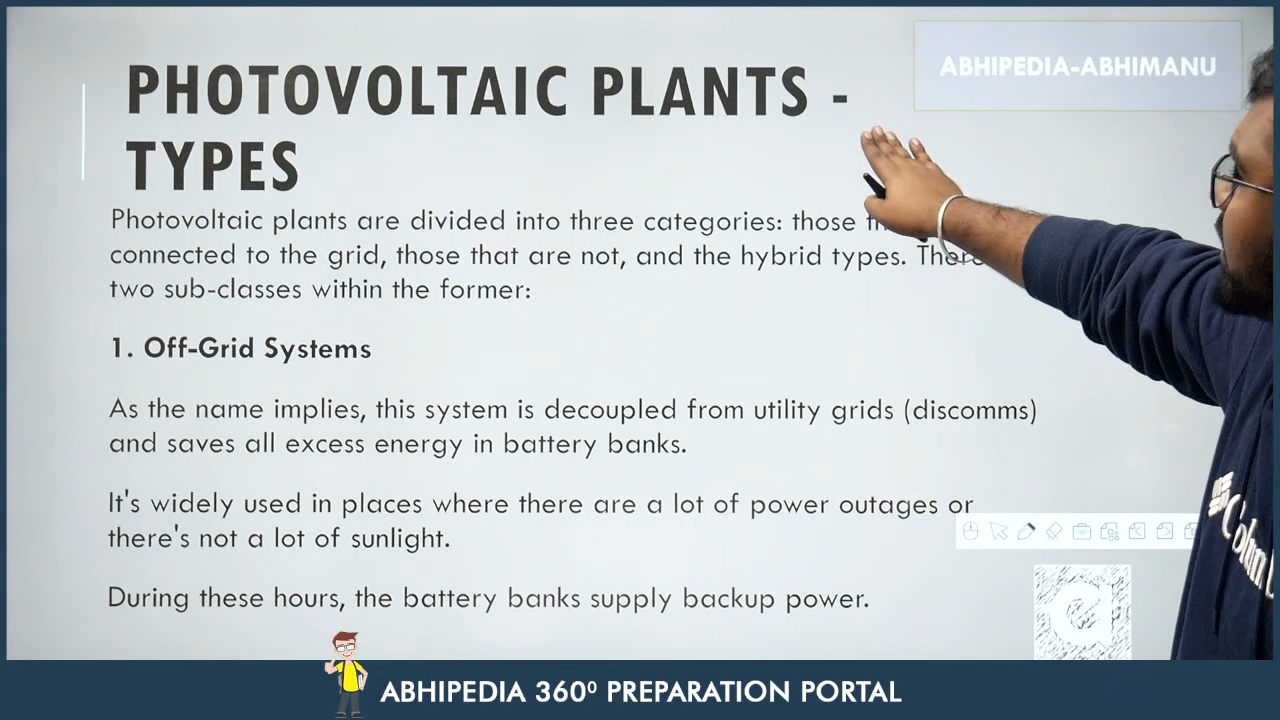 PHOTOVOLTAIC PLANTS -
TYPES
ABHIPEDIA-ABHIMANU
Photovoltaic plants are divided into three categories: those
connected to the grid, those that are not, and the hybrid types. There
two sub-classes within the former:
1. Off-Grid Systems
As the name implies, this system is decoupled from utility grids (discomms)
and saves all excess energy in battery banks.
It's widely used in places where there are a lot of power outages or
there's not a lot of sunlight.
During these hours, the battery banks supply backup power.
ABHIPEDIA 360⁰ PREPARATION PORTAL